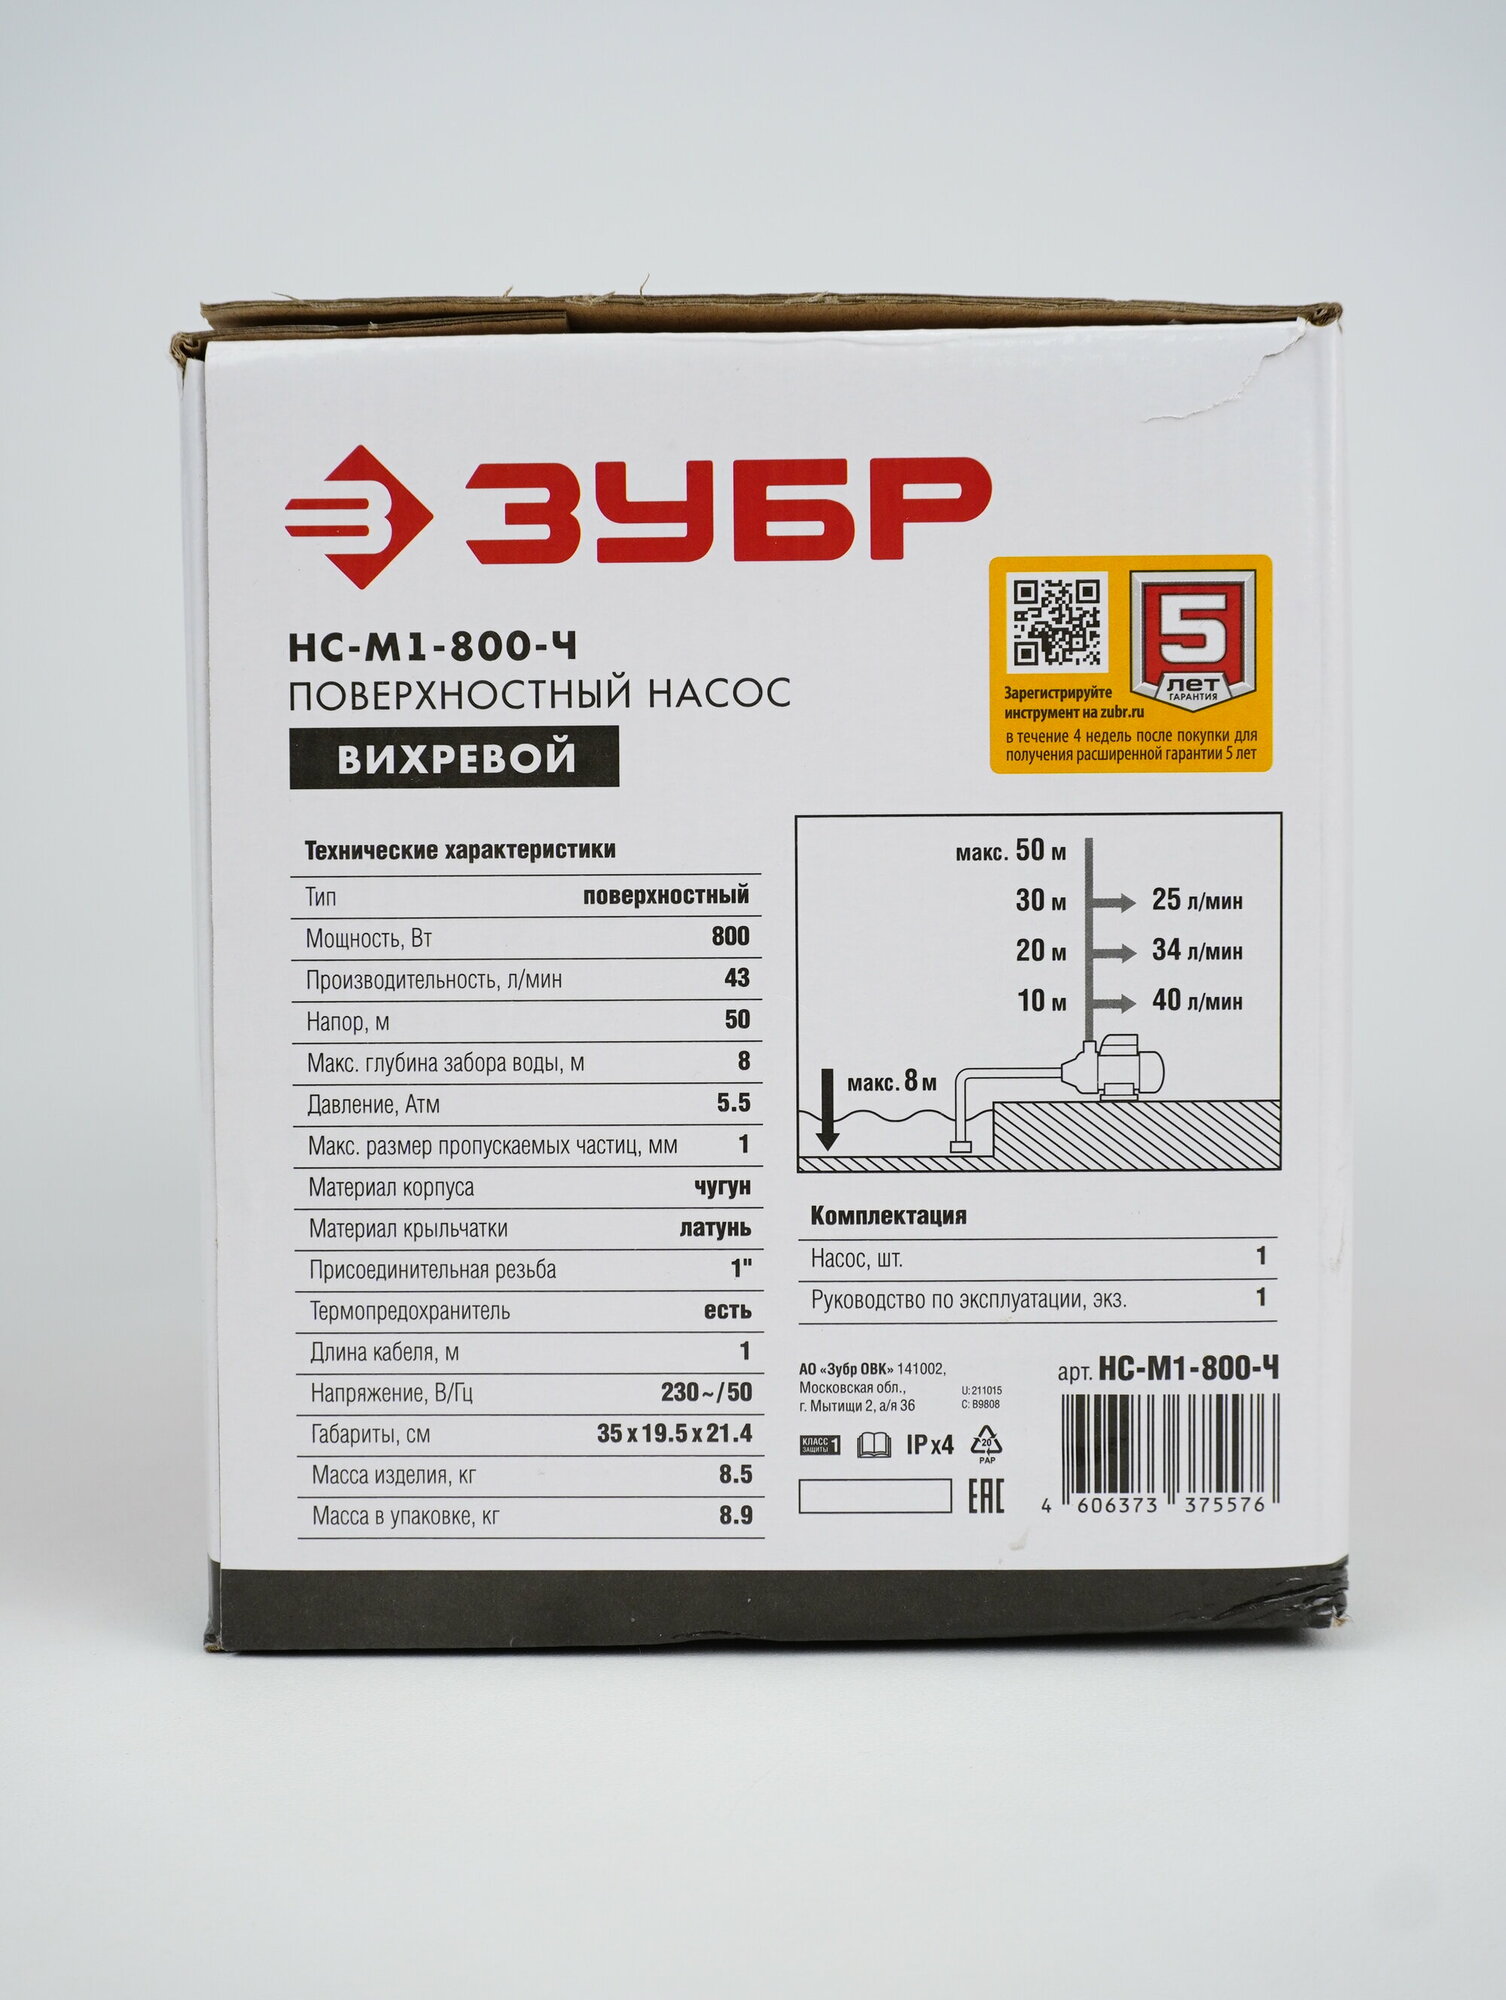 ЗУБР
НС-М1-800-Ч
ПОВЕРХНОСТНЫЙ НАСОС
ВИХРЕВОЙ
5
лет
ГАРАНТИЯ
Зарегистрируйте
инструмент на zubr.ru
в течение 4 недель после покупки для
получения расширенной гарантии 5 лет
Технические характеристики
Тип поверхностный
Мощность, Вт 800
Производительность, л/мин 43
Напор, м 50
Макс. глубина забора воды, м 8
Давление, Атм 5.5
Макс. размер пропускаемых частиц, мм 1
Материал корпуса чугун
Материал крыльчатки латунь
Присоединительная резьба 1"
Термопредохранитель есть
Длина кабеля, м 1
Напряжение, В/Гц 230~/50
Габариты, см 35 x 19.5 x 21.4
Масса изделия, кг 8.5
Масса в упаковке, кг 8.9
макс. 50 м
30 м 25 л/мин
20 м 34 л/мин
10 м 40 л/мин
макс. 8 м
Комплектация
Насос, шт. 1
Руководство по эксплуатации, экз. 1
АО «Зубр ОВК» 141002,
Московская обл.,
г. Мытищи 2, а/я 36
U: 211015
C: B9808
арт. НС-М1-800-Ч
КЛАСС ЗАЩИТЫ 1
IP x4
20
PAP
EAC
4 606373 375576